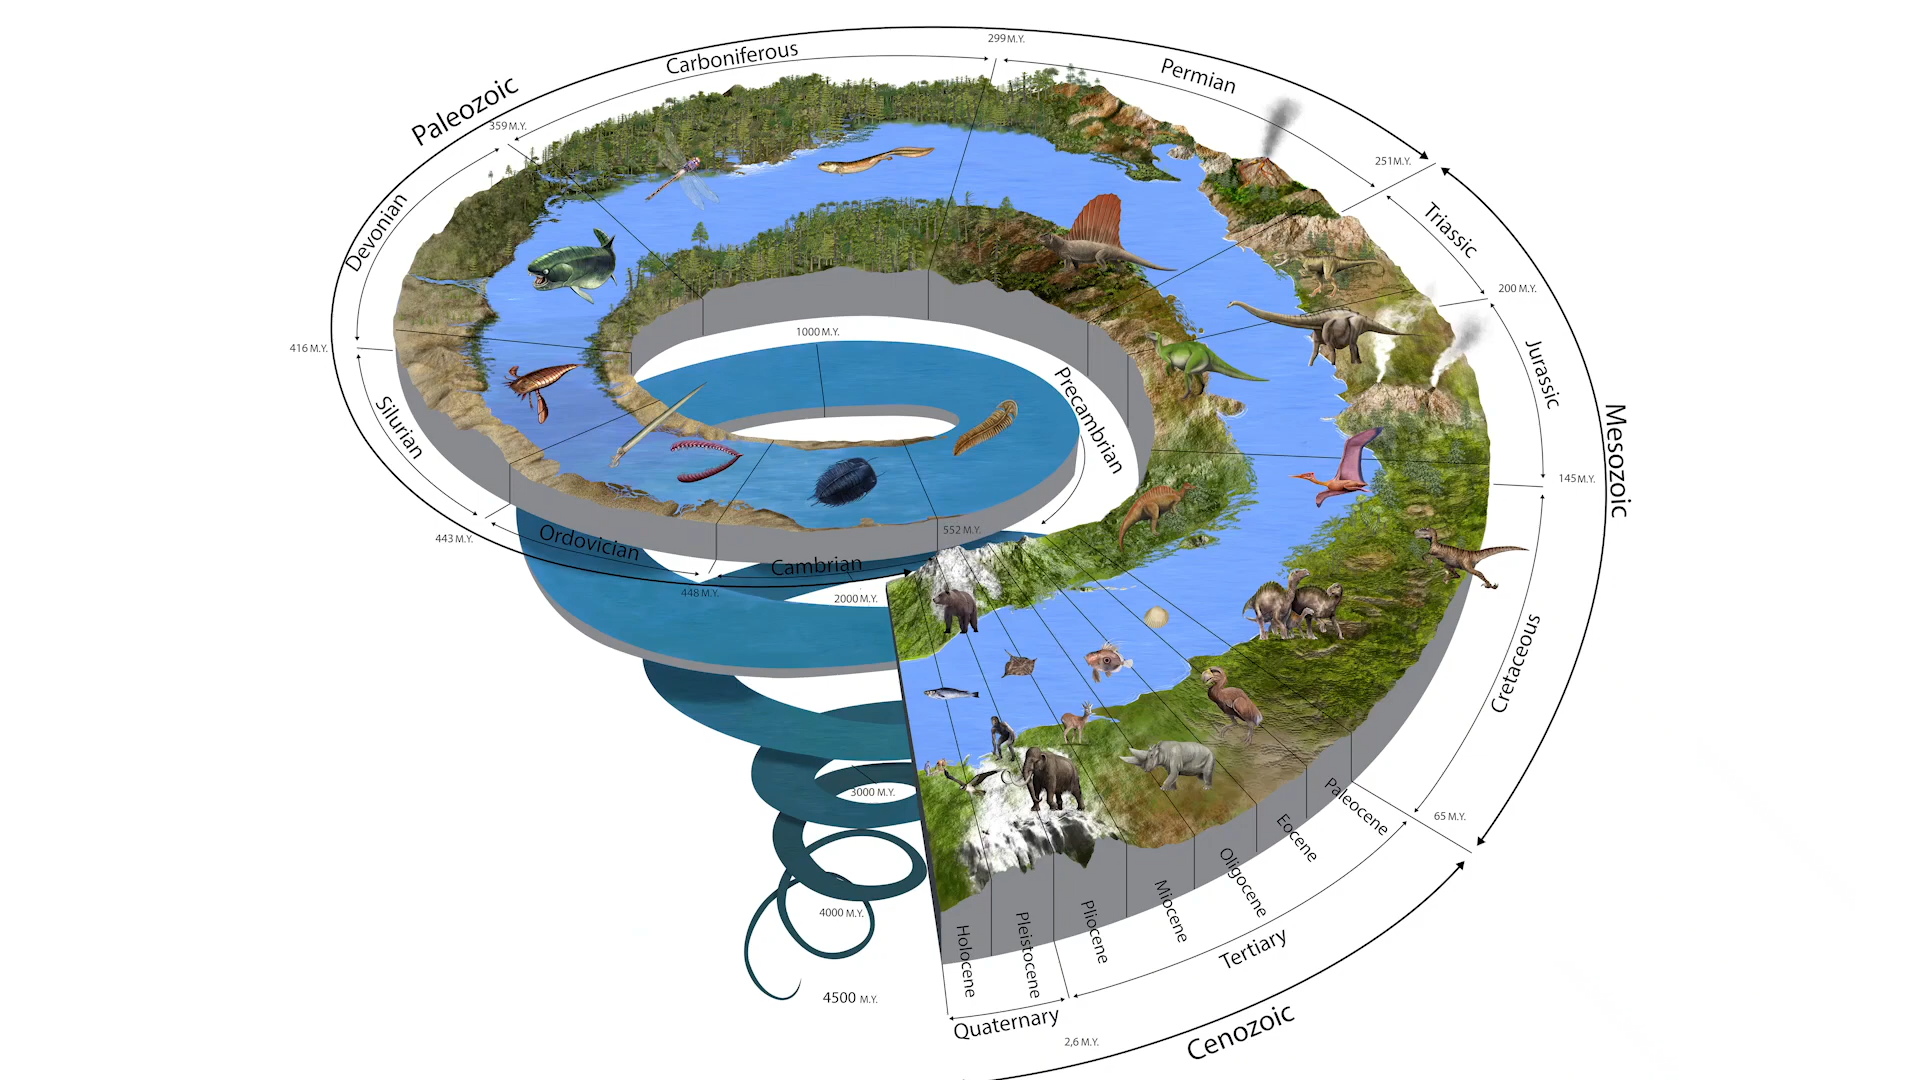 4500 M.Y.
4000 M.Y.
3000 M.Y.
2000 M.Y.
1000 M.Y.
Precambrian
552 M.Y.
Cambrian
448 M.Y.
Ordovician
443 M.Y.
Silurian
416 M.Y.
Devonian
359 M.Y.
Paleozoic
Carboniferous
299 M.Y.
Permian
251 M.Y.
Triassic
200 M.Y.
Jurassic
145 M.Y.
Mesozoic
Cretaceous
65 M.Y.
Paleocene
Eocene
Oligocene
Miocene
Pliocene
Tertiary
Pleistocene
Holocene
Quaternary
2,6 M.Y.
Cenozoic